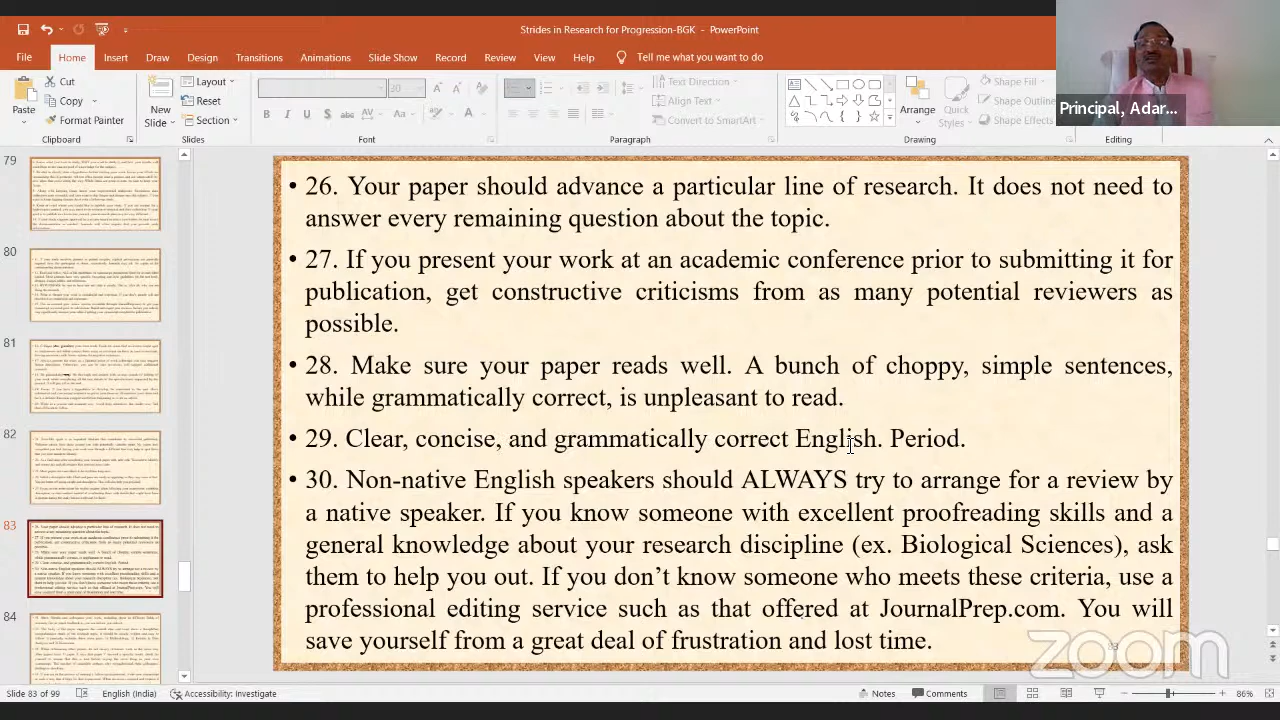 Strides in Research for Progression-BGK - PowerPoint
File Home Insert Draw Design Transitions Animations Slide Show Record Review View Help Tell me what you want to do
Cut
Copy
Format Painter
Paste
Clipboard
New
Slide
Layout
Reset
Section
Slides
30
Font
Text Direction
Align Text
Convert to SmartArt
Paragraph
Arrange
Quick
Styles
Shape Fill
Shape Outline
Shape Effects
Drawing
Editing
Principal, Adar...
79
80
81
82
83
84
• 26. Your paper should advance a particular line of research. It does not need to
answer every remaining question about the topic.
• 27. If you present your work at an academic conference prior to submitting it for
publication, get constructive criticisms from as many potential reviewers as
possible.
• 28. Make sure your paper reads well. A bunch of choppy, simple sentences,
while grammatically correct, is unpleasant to read.
• 29. Clear, concise, and grammatically correct English. Period.
• 30. Non-native English speakers should ALWAYS try to arrange for a review by
a native speaker. If you know someone with excellent proofreading skills and a
general knowledge about your research discipline (ex. Biological Sciences), ask
them to help you out. If you don't know someone who meets these criteria, use a
professional editing service such as that offered at JournalPrep.com. You will
save yourself from a great deal of frustration and lost time.
83
zoom
Slide 83 of 99 English (India) Accessibility: Investigate Notes Comments 86%